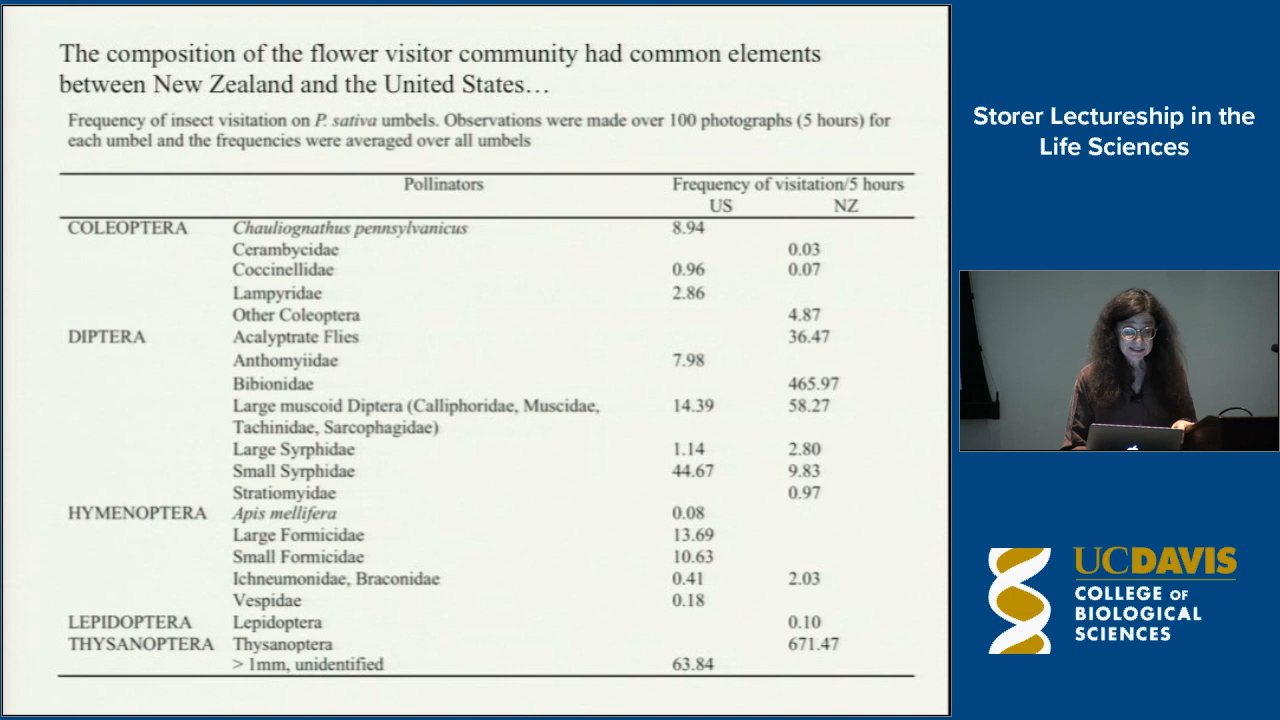 The composition of the flower visitor community had common elements
between New Zealand and the United States…
Frequency of insect visitation on P. sativa umbels. Observations were made over 100 photographs (5 hours) for
each umbel and the frequencies were averaged over all umbels
Pollinators Frequency of visitation/5 hours
US NZ
COLEOPTERA Chauliognathus pennsylvanicus 8.94
Cerambycidae 0.03
Coccinellidae 0.96 0.07
Lampyridae 2.86
Other Coleoptera 4.87
DIPTERA Acalyptrate Flies 36.47
Anthomyiidae 7.98
Bibionidae 465.97
Large muscoid Diptera (Calliphoridae, Muscidae, 14.39 58.27
Tachinidae, Sarcophagidae)
Large Syrphidae 1.14 2.80
Small Syrphidae 44.67 9.83
Stratiomyidae 0.97
HYMENOPTERA Apis mellifera 0.08
Large Formicidae 13.69
Small Formicidae 10.63
Ichneumonidae, Braconidae 0.41 2.03
Vespidae 0.18
LEPIDOPTERA Lepidoptera 0.10
THYSANOPTERA Thysanoptera 671.47
> 1mm, unidentified 63.84
Storer Lectureship in the
Life Sciences
UCDAVIS
COLLEGE OF
BIOLOGICAL
SCIENCES